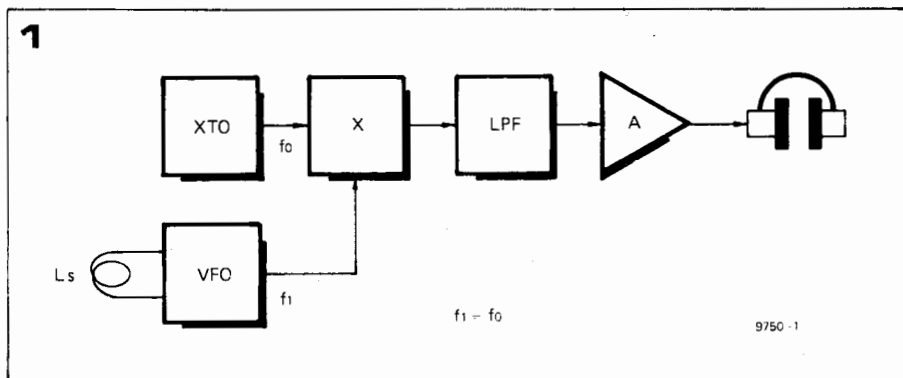 1
XTO
f0
X
LPF
A
Ls
VFO
f1
f1 – f0
9750-1